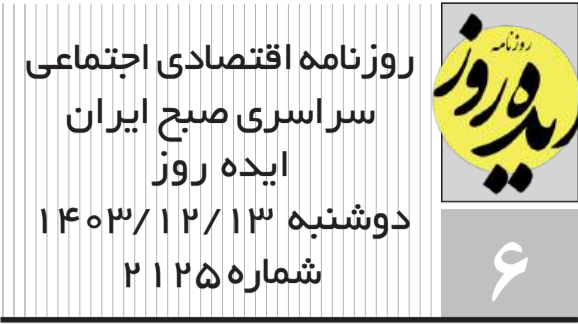 روزنامه
ایده روز
۶
روزنامه اقتصادی اجتماعی
سراسری صبح ایران
ایده روز
دوشنبه ۱۴۰۳/۱۲/۱۳
شماره ۲۱۲۵